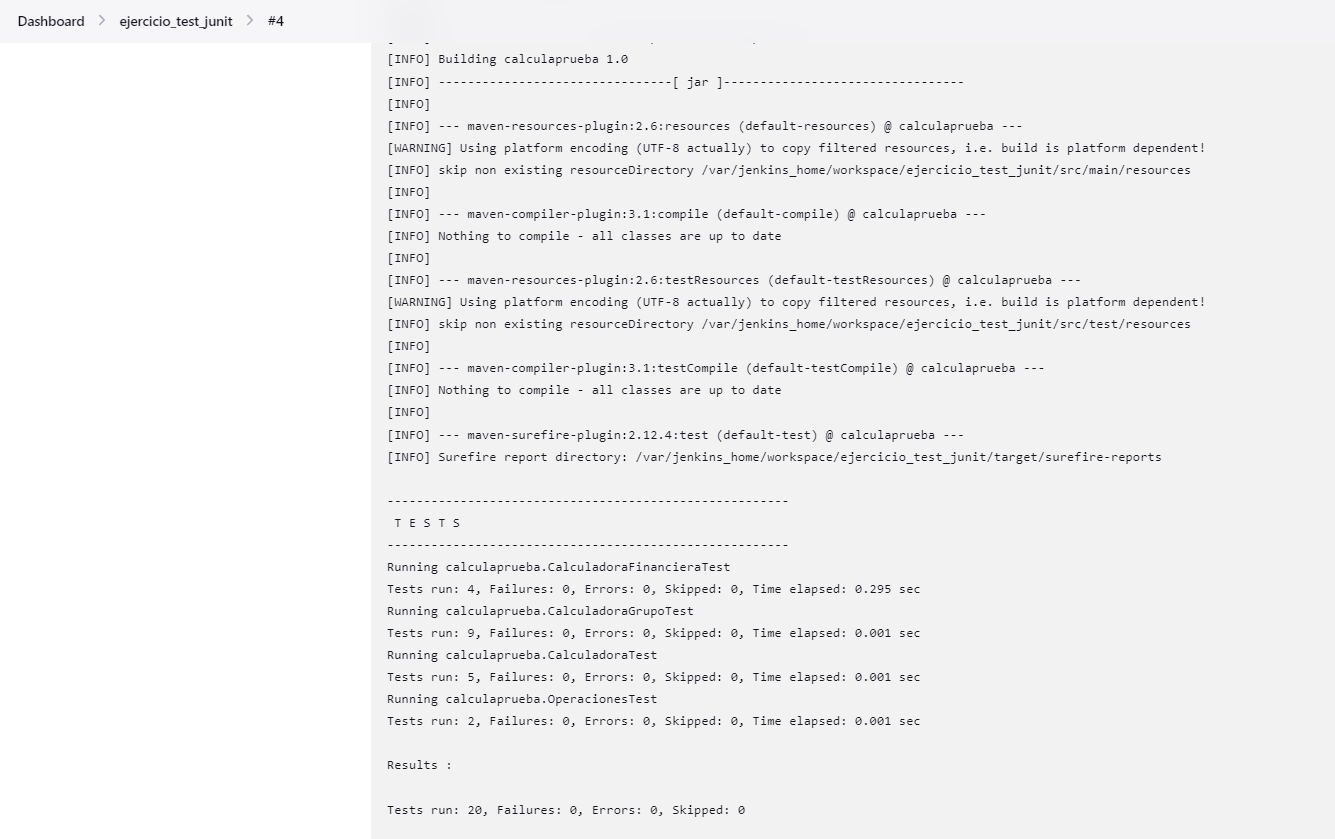 Dashboard > ejercicio_test_junit > #4
[INFO] Building calculaprueba 1.0
[INFO] --------------------------------[ jar ]---------------------------------
[INFO]
[INFO] --- maven-resources-plugin:2.6:resources (default-resources) @ calculaprueba ---
[WARNING] Using platform encoding (UTF-8 actually) to copy filtered resources, i.e. build is platform dependent!
[INFO] skip non existing resourceDirectory /var/jenkins_home/workspace/ejercicio_test_junit/src/main/resources
[INFO]
[INFO] --- maven-compiler-plugin:3.1:compile (default-compile) @ calculaprueba ---
[INFO] Nothing to compile - all classes are up to date
[INFO]
[INFO] --- maven-resources-plugin:2.6:testResources (default-testResources) @ calculaprueba ---
[WARNING] Using platform encoding (UTF-8 actually) to copy filtered resources, i.e. build is platform dependent!
[INFO] skip non existing resourceDirectory /var/jenkins_home/workspace/ejercicio_test_junit/src/test/resources
[INFO]
[INFO] --- maven-compiler-plugin:3.1:testCompile (default-testCompile) @ calculaprueba ---
[INFO] Nothing to compile - all classes are up to date
[INFO]
[INFO] --- maven-surefire-plugin:2.12.4:test (default-test) @ calculaprueba ---
[INFO] Surefire report directory: /var/jenkins_home/workspace/ejercicio_test_junit/target/surefire-reports
-------------------------------------------------------
T E S T S
-------------------------------------------------------
Running calculaprueba.CalculadoraFinancieraTest
Tests run: 4, Failures: 0, Errors: 0, Skipped: 0, Time elapsed: 0.295 sec
Running calculaprueba.CalculadoraGrupoTest
Tests run: 9, Failures: 0, Errors: 0, Skipped: 0, Time elapsed: 0.001 sec
Running calculaprueba.CalculadoraTest
Tests run: 5, Failures: 0, Errors: 0, Skipped: 0, Time elapsed: 0.001 sec
Running calculaprueba.OperacionesTest
Tests run: 2, Failures: 0, Errors: 0, Skipped: 0, Time elapsed: 0.001 sec
Results :
Tests run: 20, Failures: 0, Errors: 0, Skipped: 0